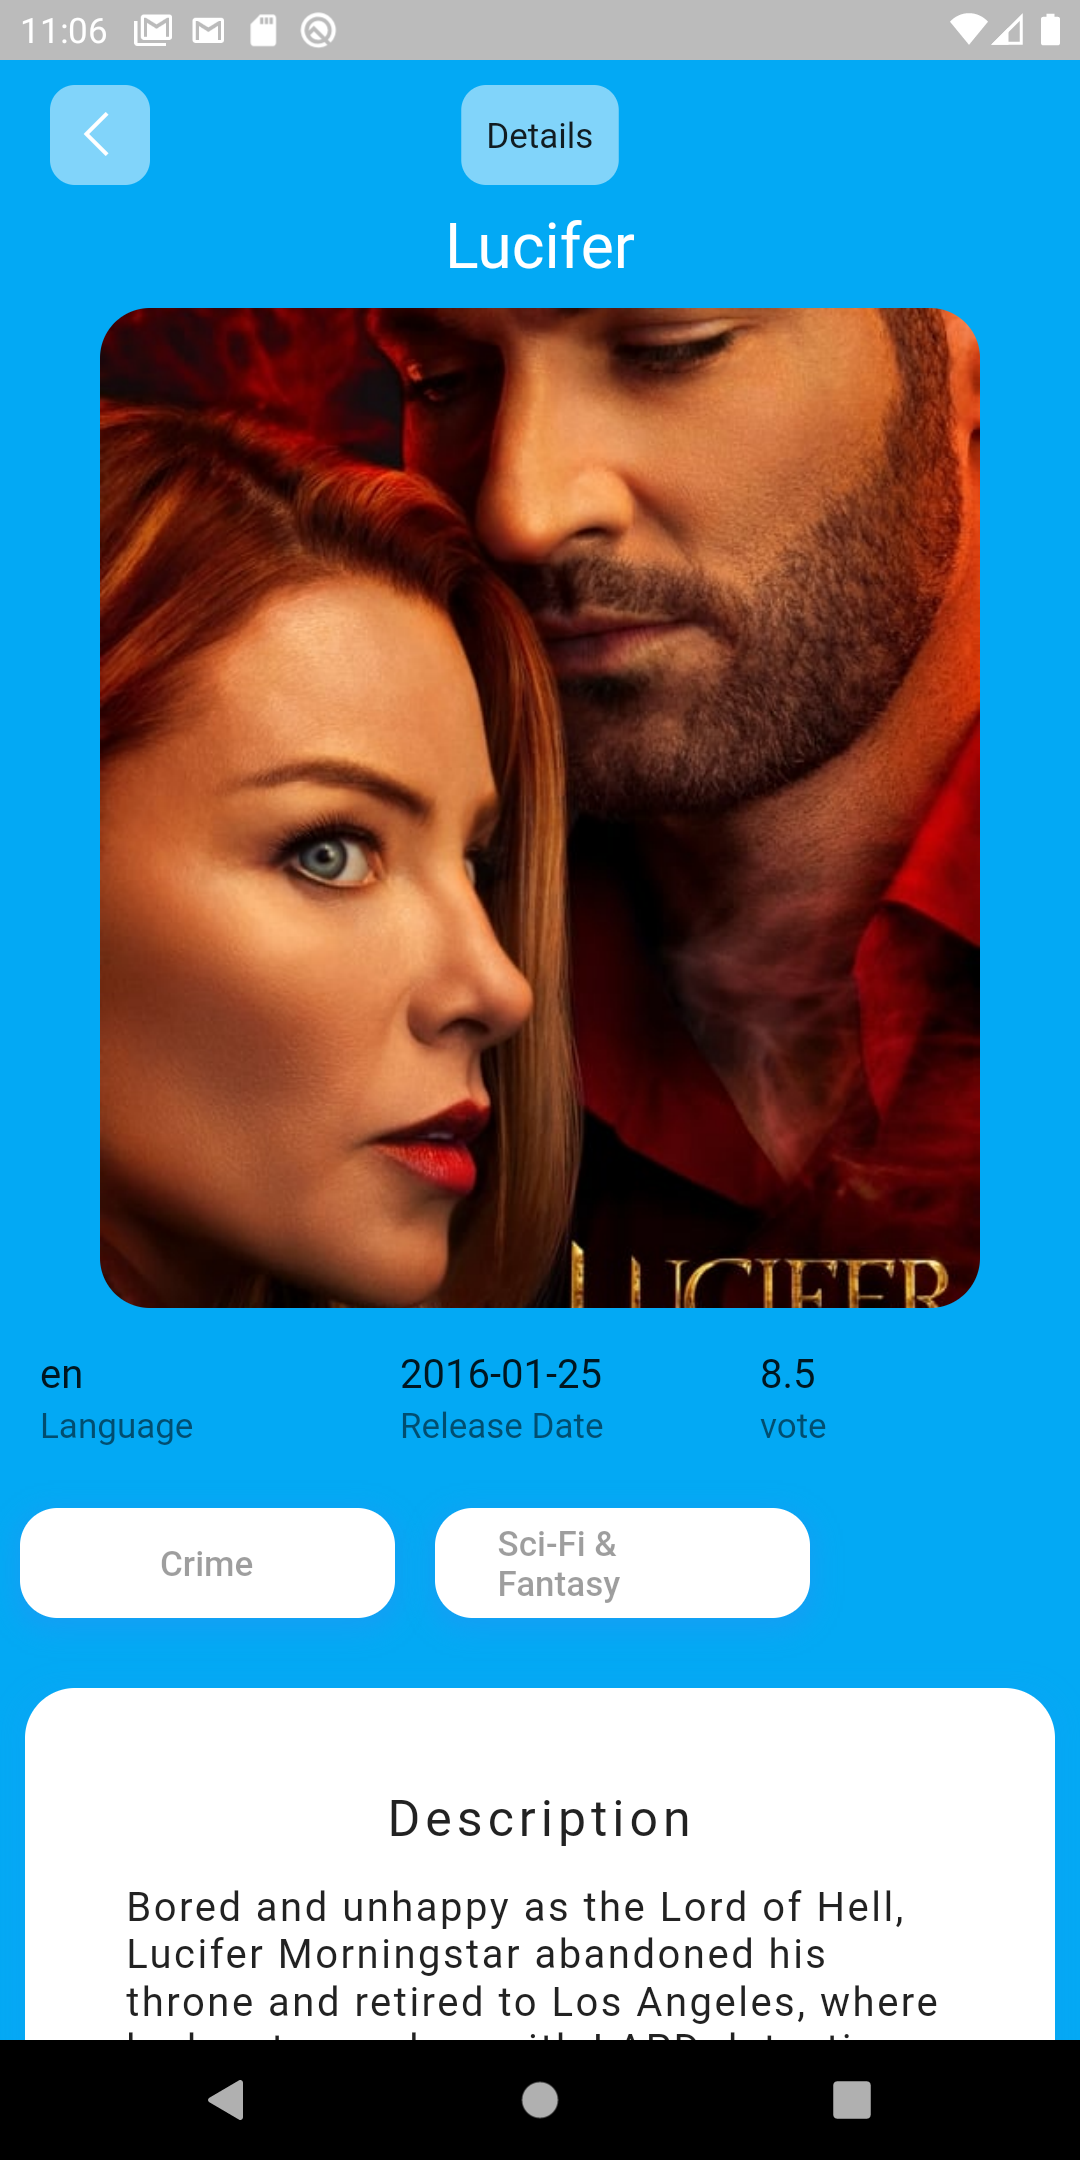 11:06
Details
Lucifer
LUCIFER
en
2016-01-25
8.5
Language
Release Date
vote
Crime
Sci-Fi &
Fantasy
Description
Bored and unhappy as the Lord of Hell,
Lucifer Morningstar abandoned his
throne and retired to Los Angeles, where